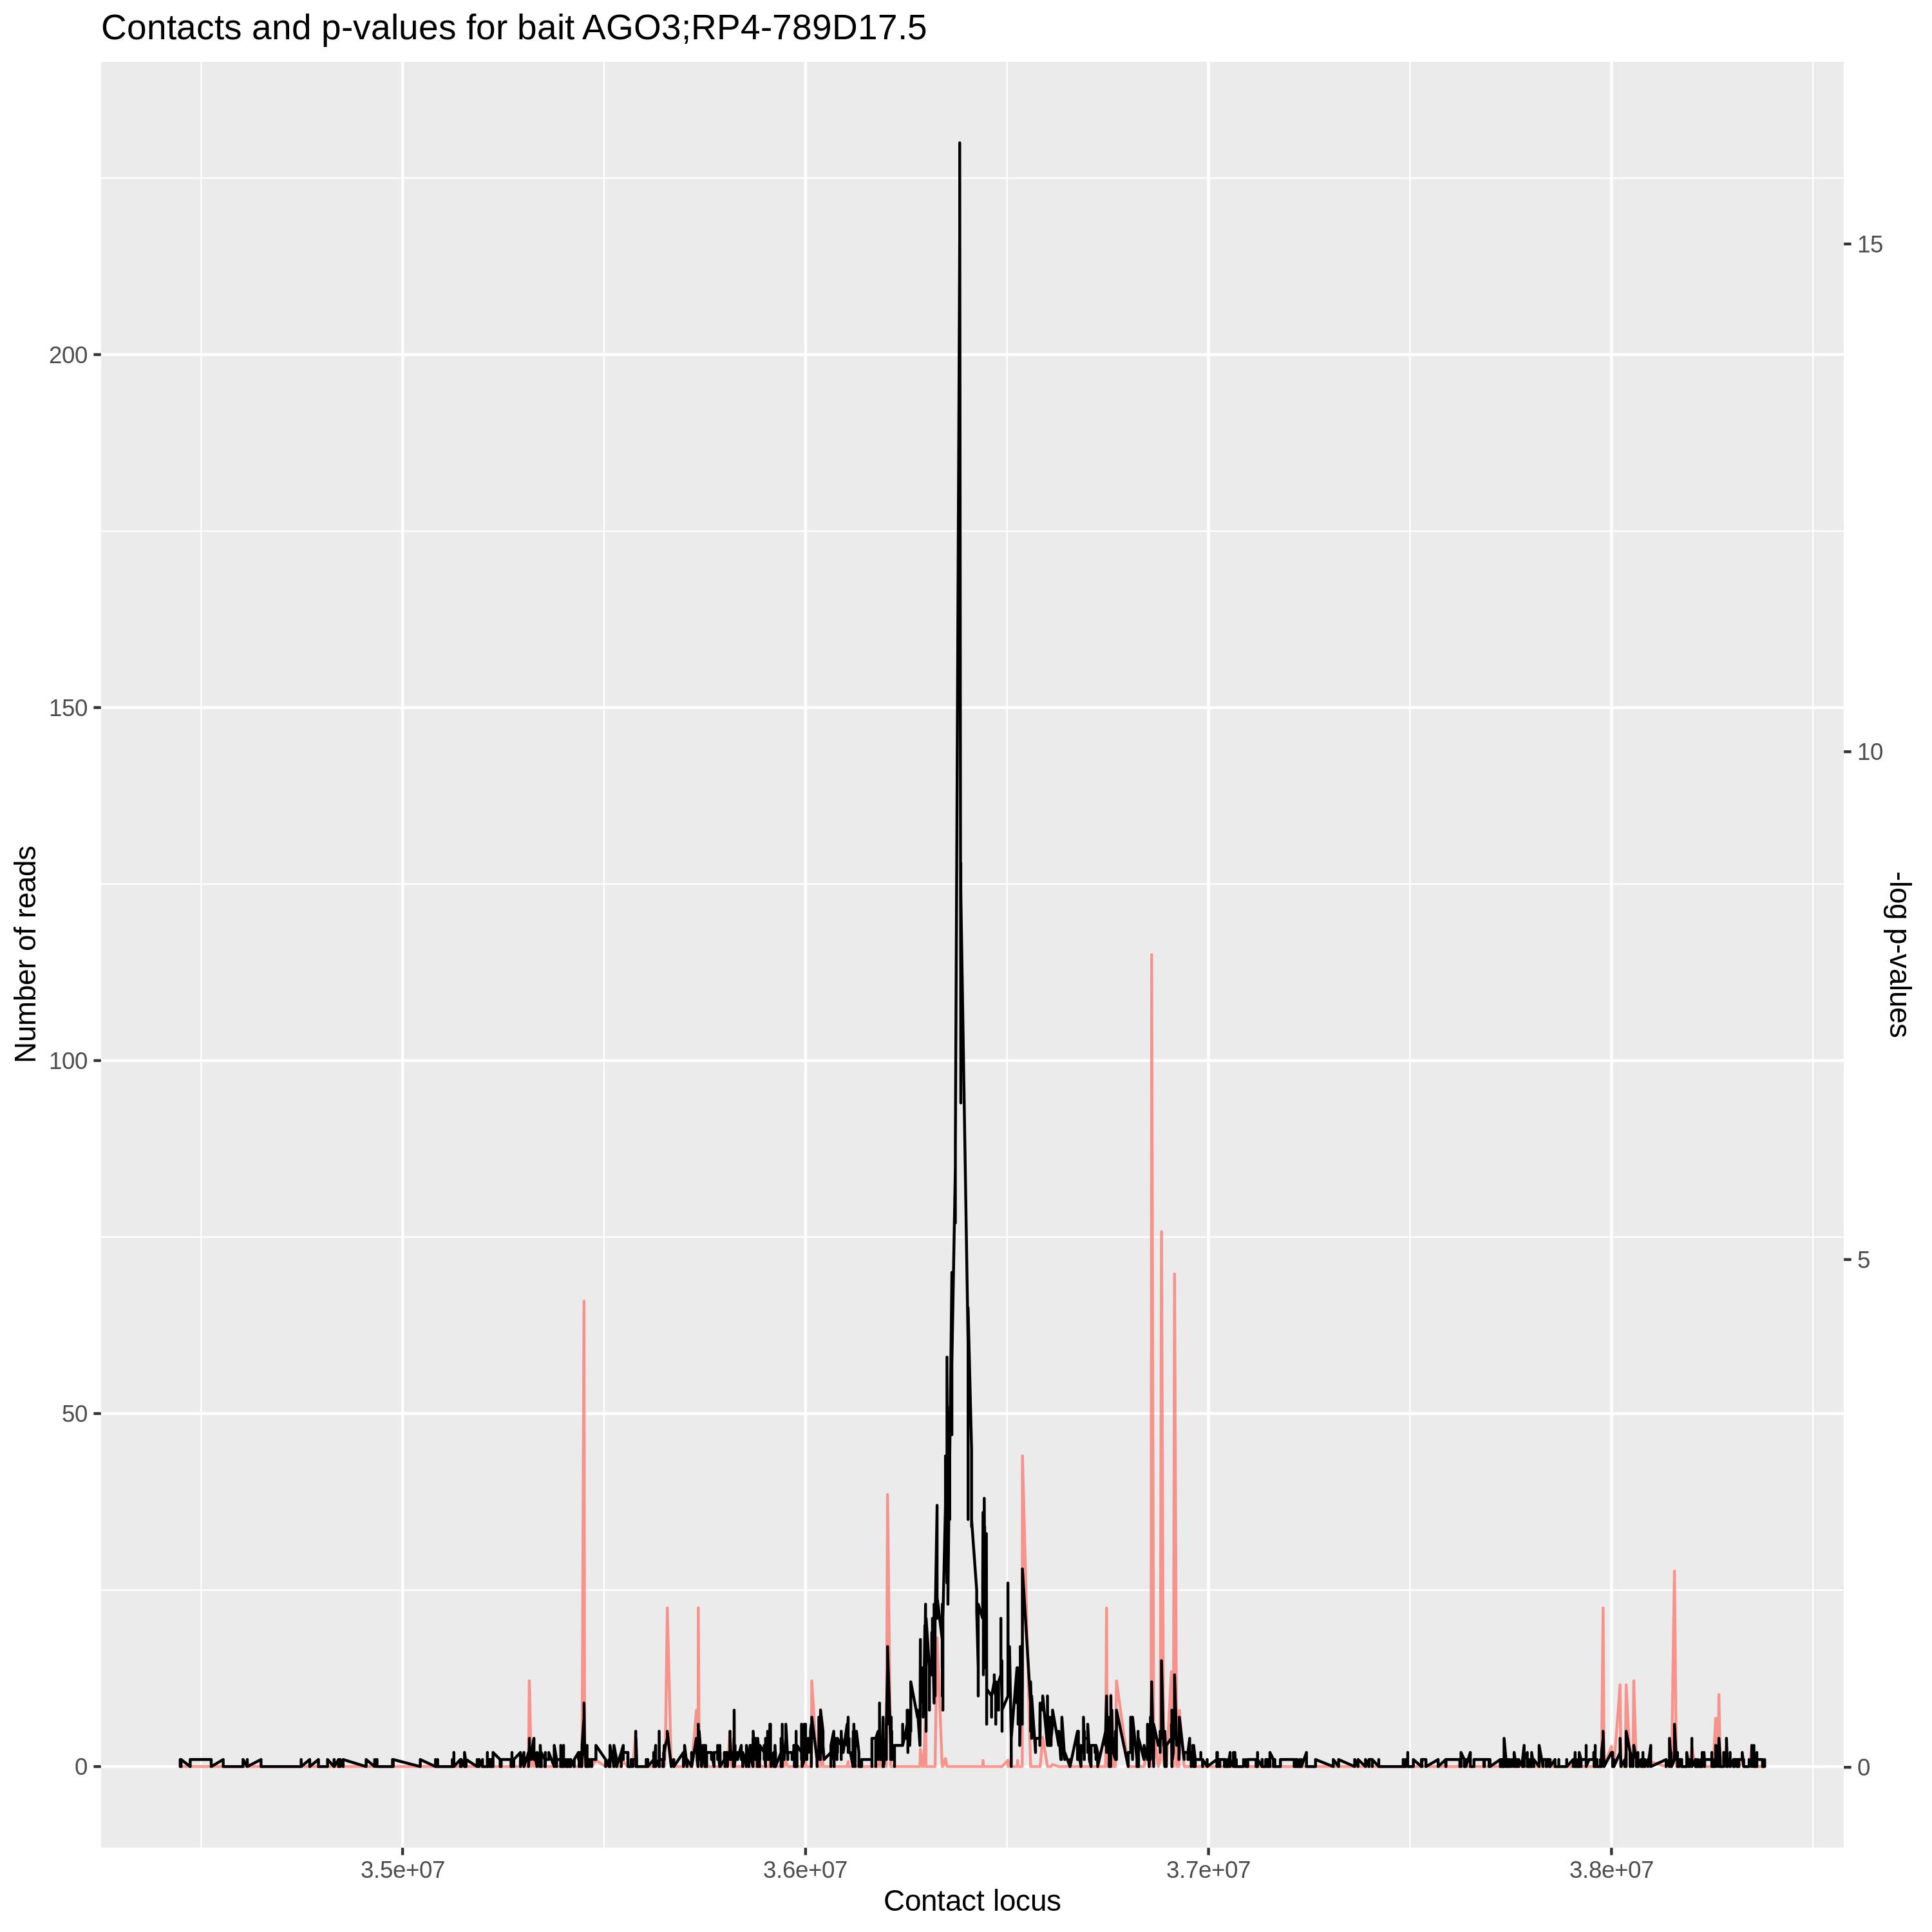 Contacts and p-values for bait AGO3;RP4-789D17.5
Number of reads
200
150
100
50
0
15
10
5
0
-log p-values
3.5e+07
3.6e+07
3.7e+07
3.8e+07
Contact locus